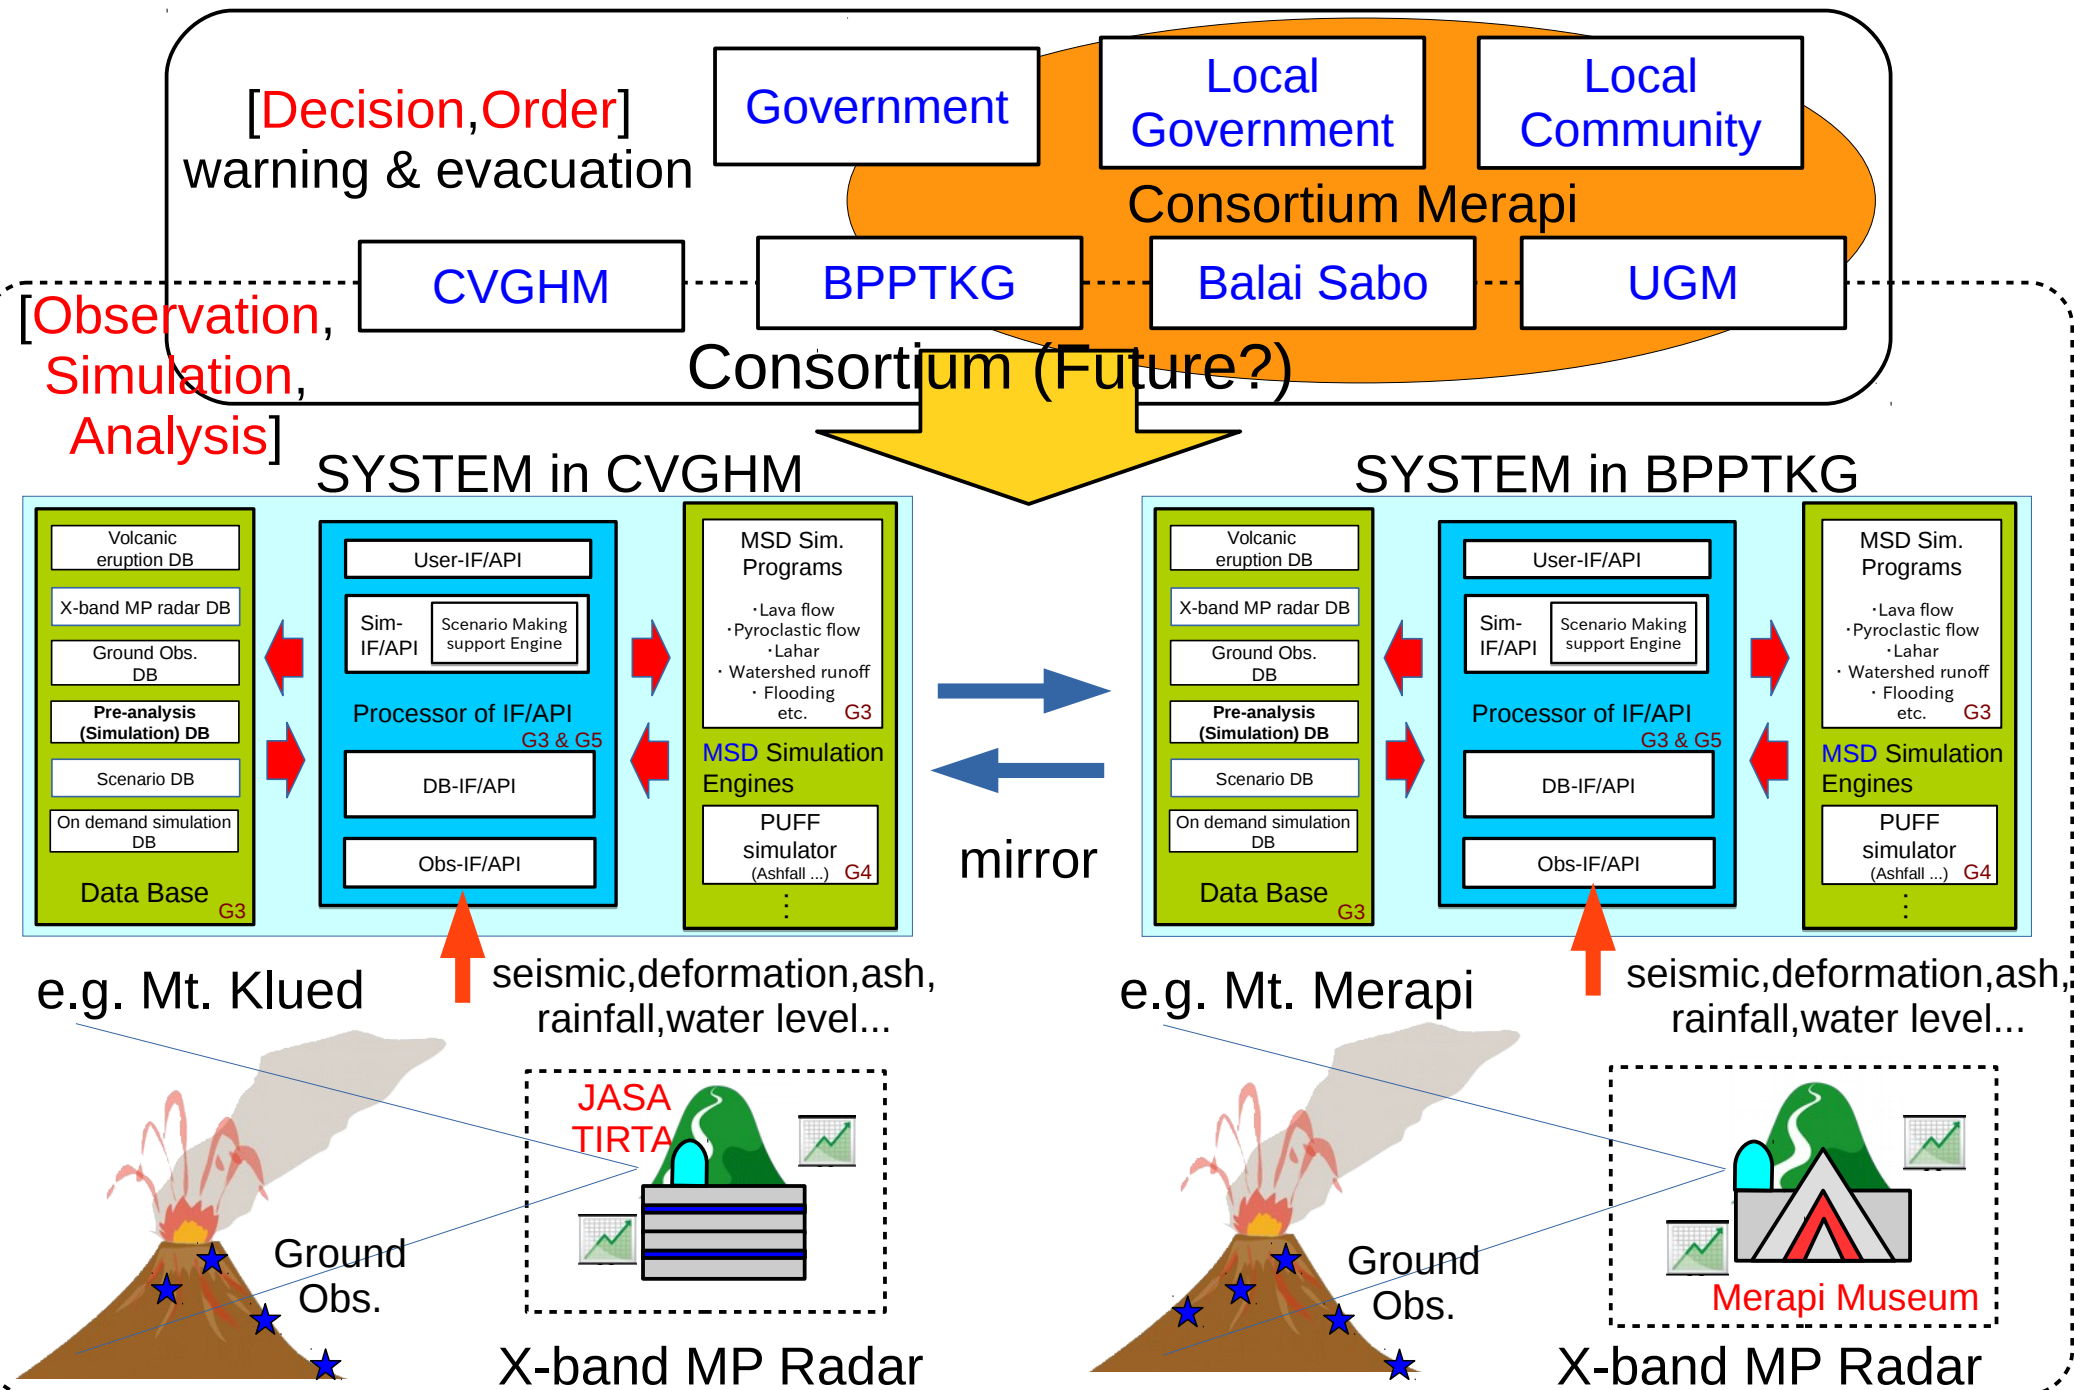 [Decision,Order]
warning & evacuation
Government
Local
Government
Local
Community
Consortium Merapi
CVGHM
BPPTKG
Balai Sabo
UGM
[Observation,
Simulation,
Analysis]
Consortium (Future?)
SYSTEM in CVGHM
Volcanic
eruption DB
X-band MP radar DB
Ground Obs.
DB
Pre-analysis
(Simulation) DB
Scenario DB
On demand simulation
DB
Data Base
G3
User-IF/API
Sim-
IF/API
Scenario Making
support Engine
Processor of IF/API
G3 & G5
DB-IF/API
Obs-IF/API
MSD Sim.
Programs
・Lava flow
・Pyroclastic flow
・Lahar
・Watershed runoff
・Flooding
etc.
G3
MSD Simulation
Engines
PUFF
simulator
(Ashfall ...)
G4
⋮
mirror
SYSTEM in BPPTKG
Volcanic
eruption DB
X-band MP radar DB
Ground Obs.
DB
Pre-analysis
(Simulation) DB
Scenario DB
On demand simulation
DB
Data Base
G3
User-IF/API
Sim-
IF/API
Scenario Making
support Engine
Processor of IF/API
G3 & G5
DB-IF/API
Obs-IF/API
MSD Sim.
Programs
・Lava flow
・Pyroclastic flow
・Lahar
・Watershed runoff
・Flooding
etc.
G3
MSD Simulation
Engines
PUFF
simulator
(Ashfall ...)
G4
⋮
e.g. Mt. Klued
seismic,deformation,ash,
rainfall,water level...
JASA
TIRTA
Ground
Obs.
X-band MP Radar
e.g. Mt. Merapi
seismic,deformation,ash,
rainfall,water level...
Ground
Obs.
Merapi Museum
X-band MP Radar